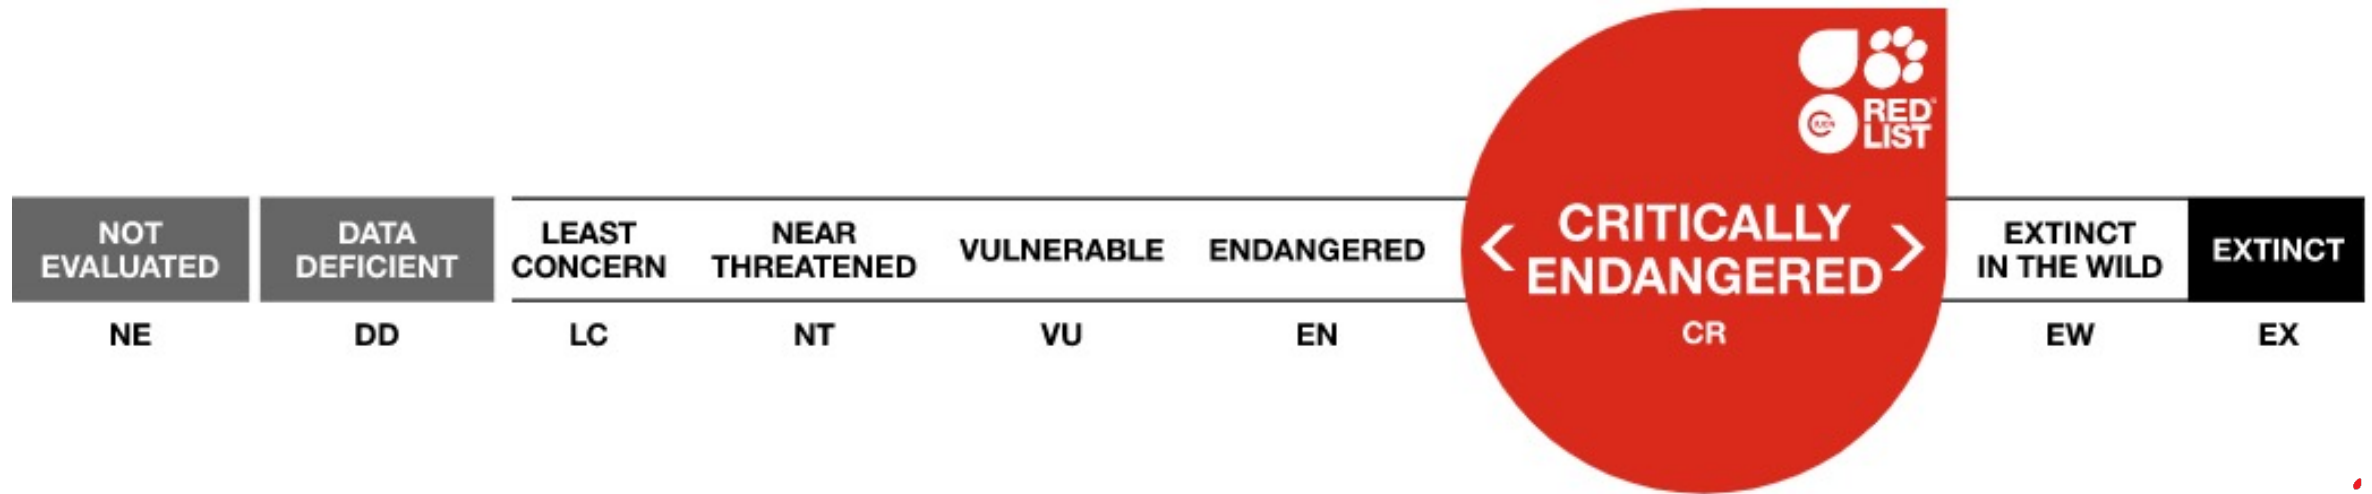 RED
LIST
IUCN
NOT
EVALUATED
NE
DATA
DEFICIENT
DD
LEAST
CONCERN
LC
NEAR
THREATENED
NT
VULNERABLE
VU
ENDANGERED
EN
< CRITICALLY >
ENDANGERED
CR
EXTINCT
IN THE WILD
EW
EXTINCT
EX